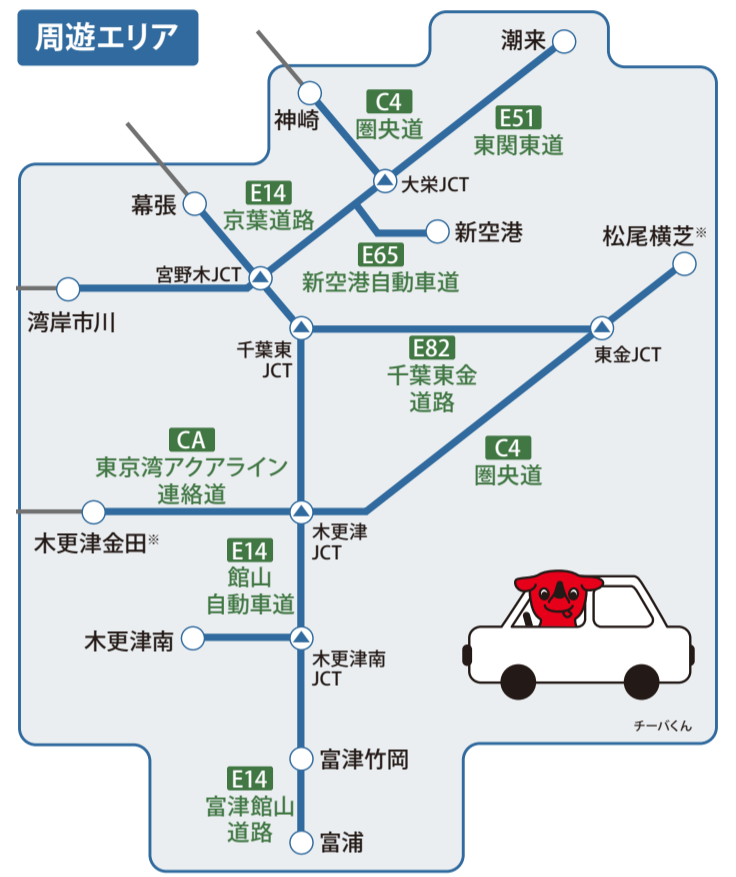 周遊エリア
潮来
C4
圏央道
神崎
E51
東関東道
大栄JCT
E14
京葉道路
幕張
新空港
E65
新空港自動車道
松尾横芝※
宮野木JCT
湾岸市川
千葉東
JCT
E82
千葉東金
道路
東金JCT
CA
東京湾アクアライン
連絡道
C4
圏央道
木更津金田※
木更津
JCT
E14
館山
自動車道
木更津南
木更津南
JCT
チーバくん
富津竹岡
E14
富津館山
道路
富浦